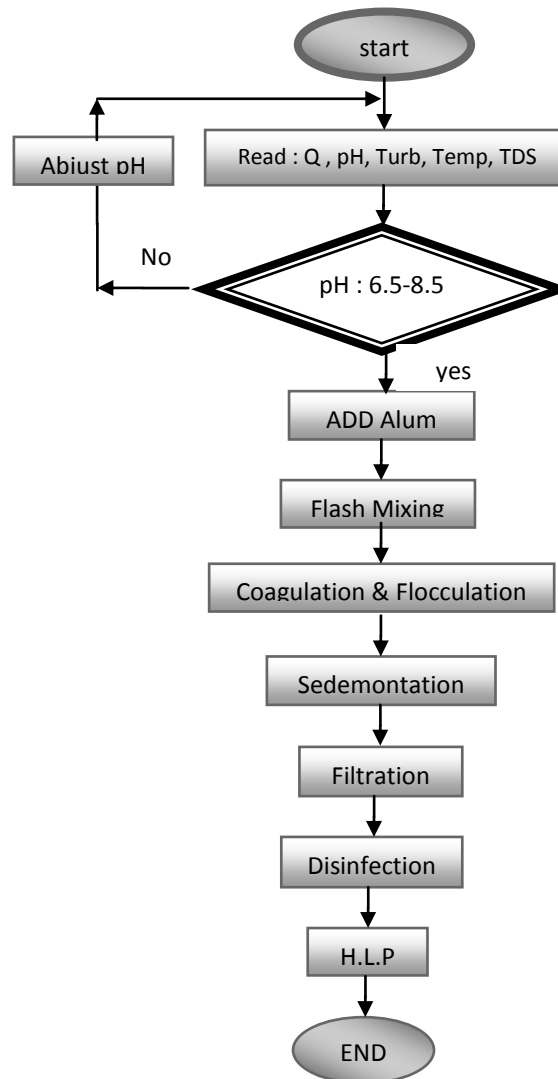 start
Read : Q , pH, Turb, Temp, TDS
Abjust pH
No
pH : 6.5-8.5
yes
ADD Alum
Flash Mixing
Coagulation & Flocculation
Sedemontation
Filtration
Disinfection
H.L.P
END